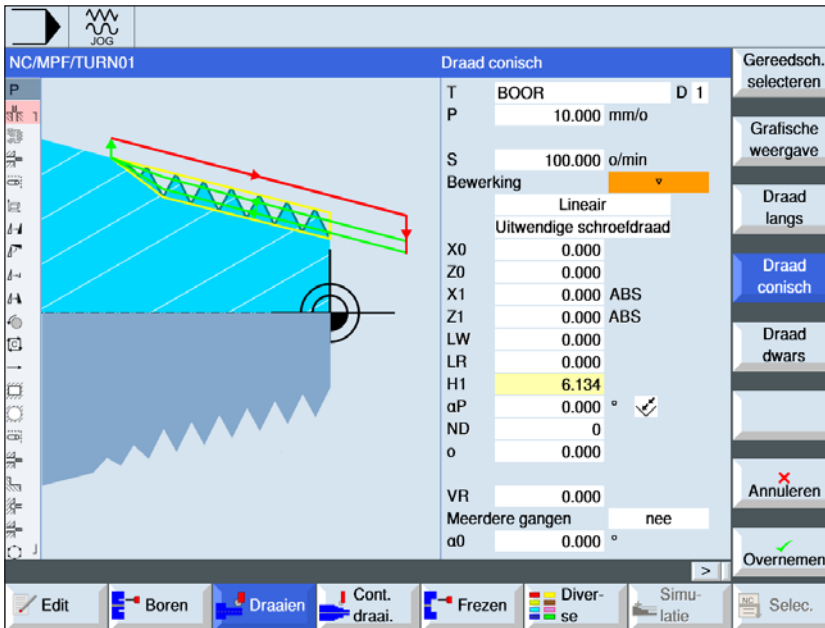 JOG
NC/MPF/TURN01
Draad conisch
P
1
T BOOR D 1
P 10.000 mm/o
S 100.000 o/min
Bewerking ▿
Lineair
Uitwendige schroefdraad
X0 0.000
Z0 0.000
X1 0.000 ABS
Z1 0.000 ABS
LW 0.000
LR 0.000
H1 6.134
αP 0.000 °
ND 0
o 0.000
VR 0.000
Meerdere gangen nee
α0 0.000 °
>
Gereedsch.
selecteren
Grafische
weergave
Draad
langs
Draad
conisch
Draad
dwars
Annuleren
Overnemen
Edit
Boren
Draaien
Cont.
draai.
Frezen
Diver-
se
Simu-
latie
NC
Selec.